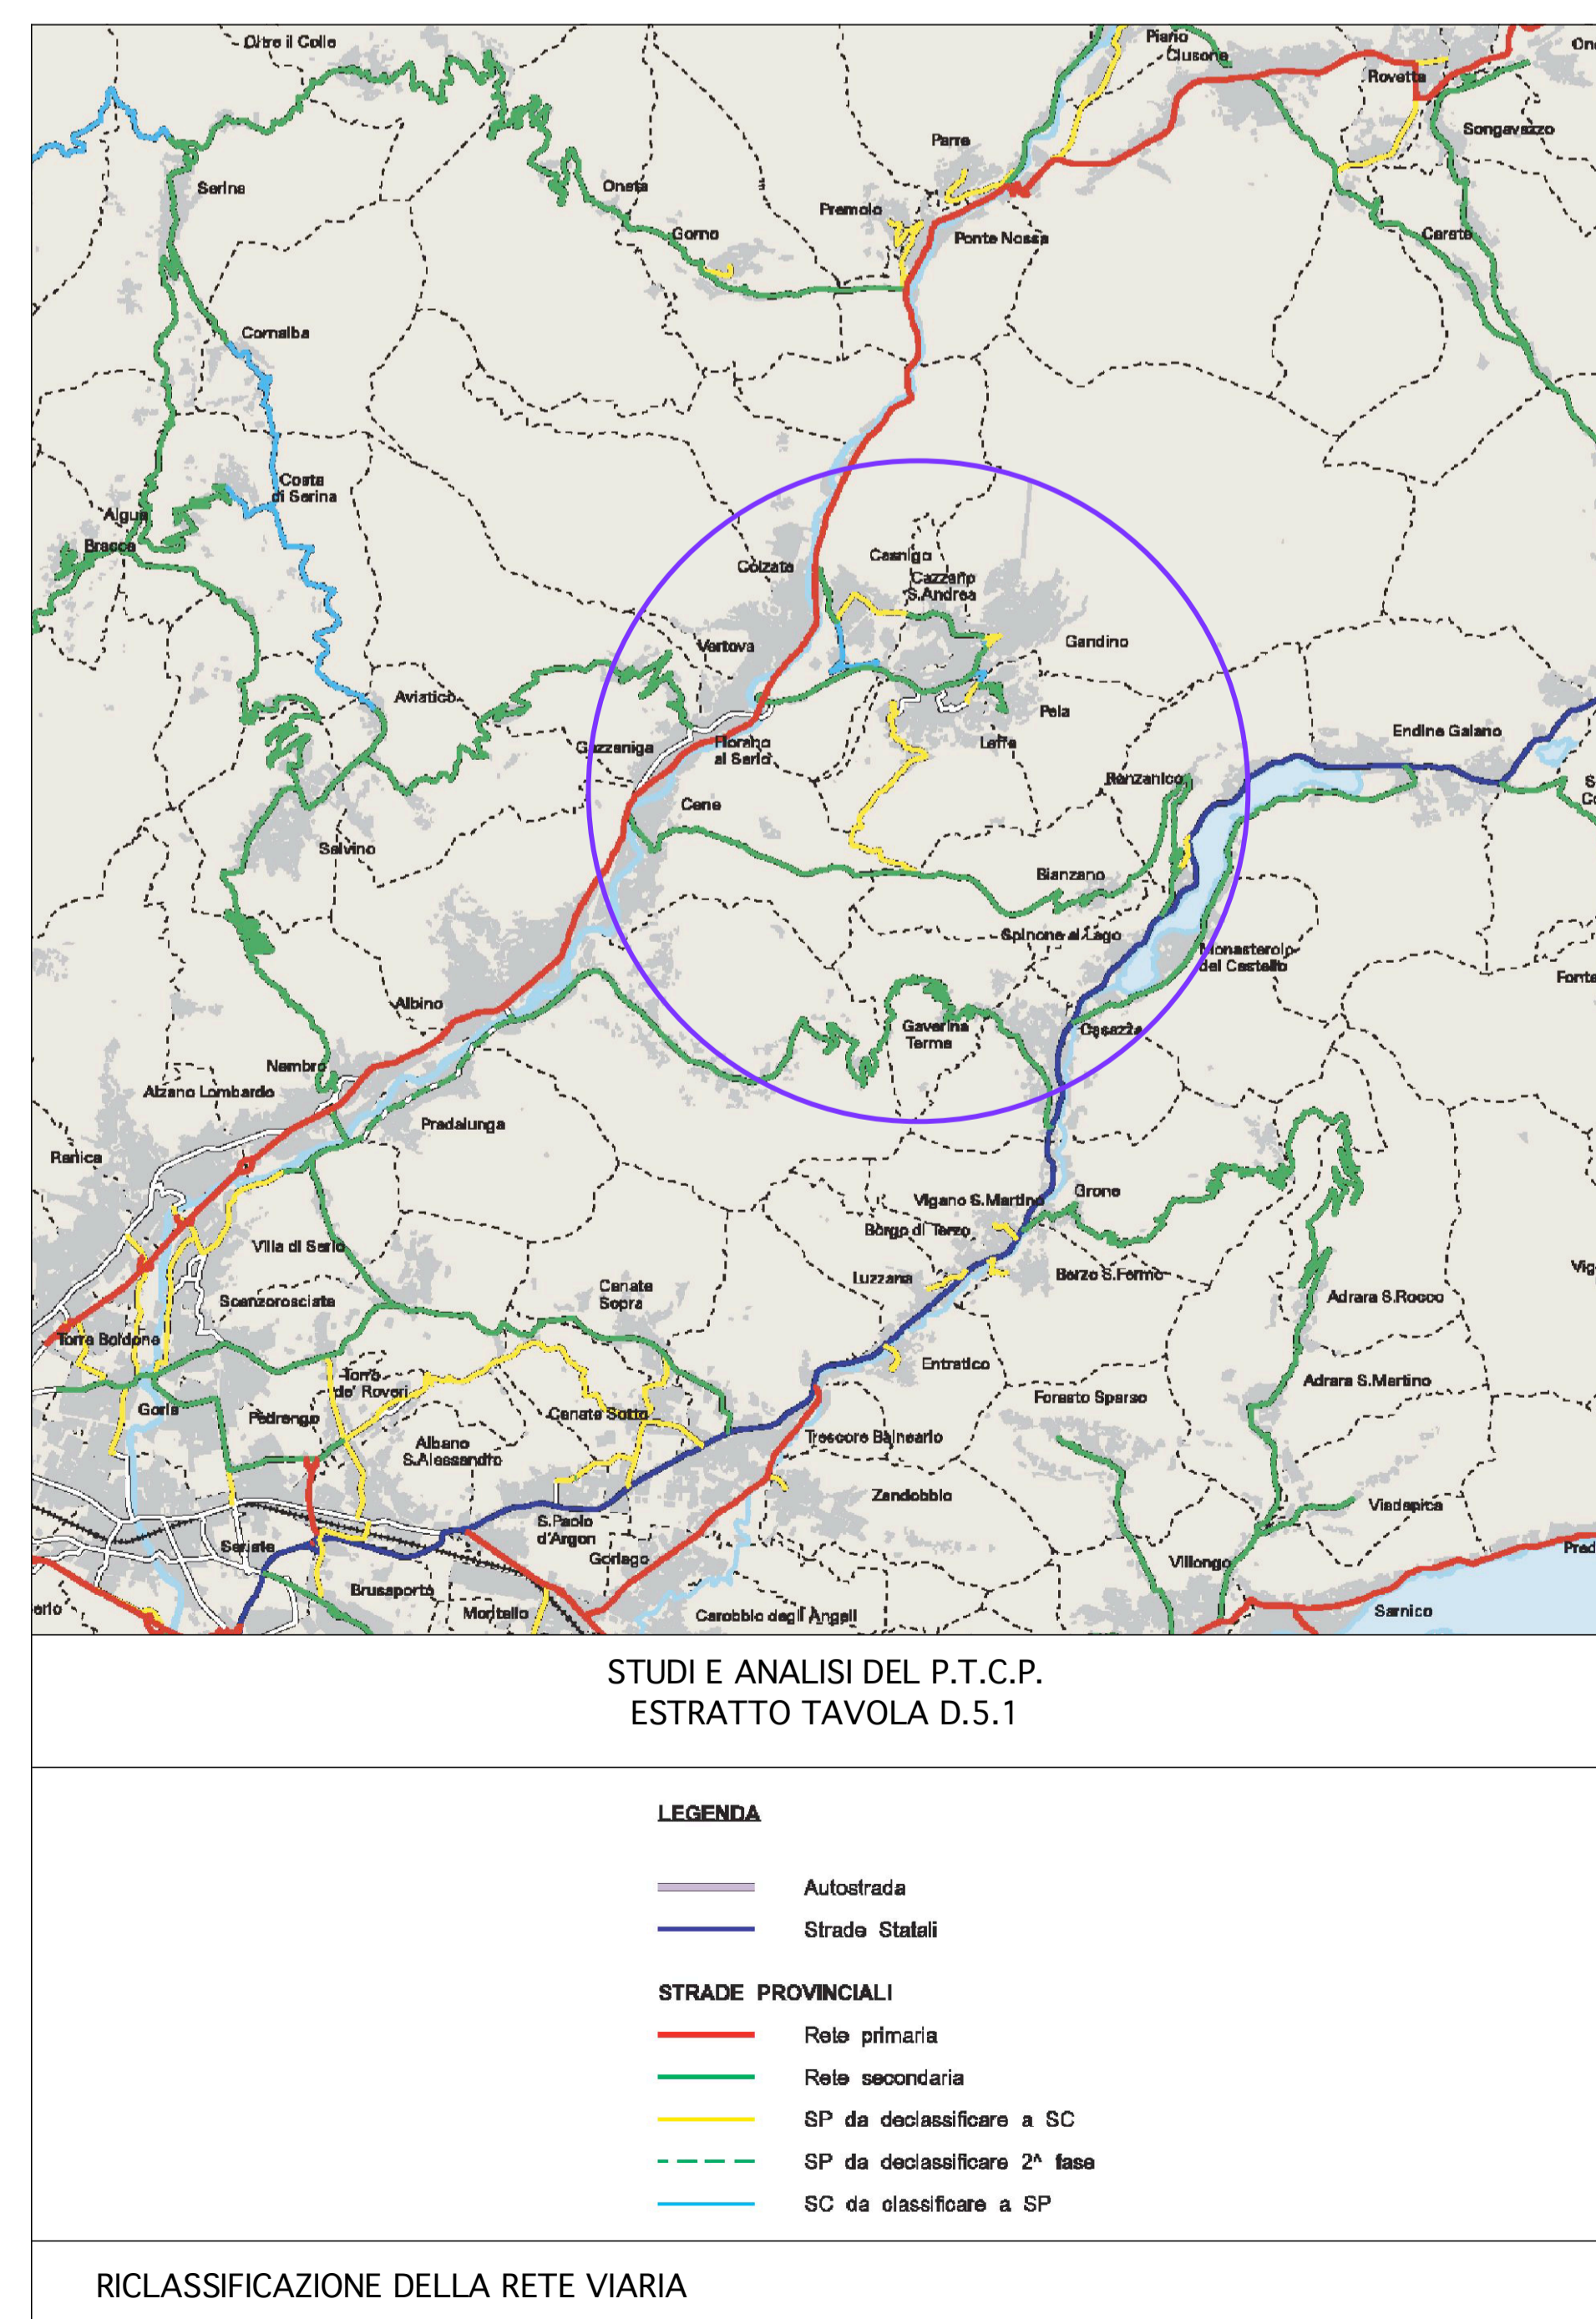 Oltre il Colle
Piario
Clusone
Rovetta
Parre
Songavazzo
Serina
Oneta
Premolo
Gorno
Ponte Nossa
Cerete
Cornalba
Costa
di Serina
Algua
Bracca
Colzate
Casnigo
Cazzano
S.Andrea
Vertova
Gandino
Aviatico
Peia
Leffe
Gazzaniga
Fiorano
al Serio
Endine Gaiano
Ranzanico
Cene
Selvino
Bianzano
Spinone al Lago
Monasterolo
del Castello
Fonte
Albino
Gaverina
Terme
Casazza
Nembro
Alzano Lombardo
Pradalunga
Ranica
Grone
Vigano S.Martino
Borgo di Terzo
Villa di Serio
Luzzana
Berzo S.Fermo
Vig
Cenate
Sopra
Scanzorosciate
Adrara S.Rocco
Torre Boldone
Entratico
Torre
de' Roveri
Adrara S.Martino
Foresto Sparso
Gorle
Pedrengo
Cenate Sotto
Albano
S.Alessandro
Trescore Balneario
Zandobbio
Viadanica
S.Paolo
d'Argon
Seriate
Gorlago
Villongo
Pred
Brusaporto
Montello
Carobbio degli Angeli
Sarnico
STUDI E ANALISI DEL P.T.C.P.
ESTRATTO TAVOLA D.5.1
LEGENDA
Autostrada
Strade Statali
STRADE PROVINCIALI
Rete primaria
Rete secondaria
SP da declassificare a SC
SP da declassificare 2^ fase
SC da classificare a SP
RICLASSIFICAZIONE DELLA RETE VIARIA